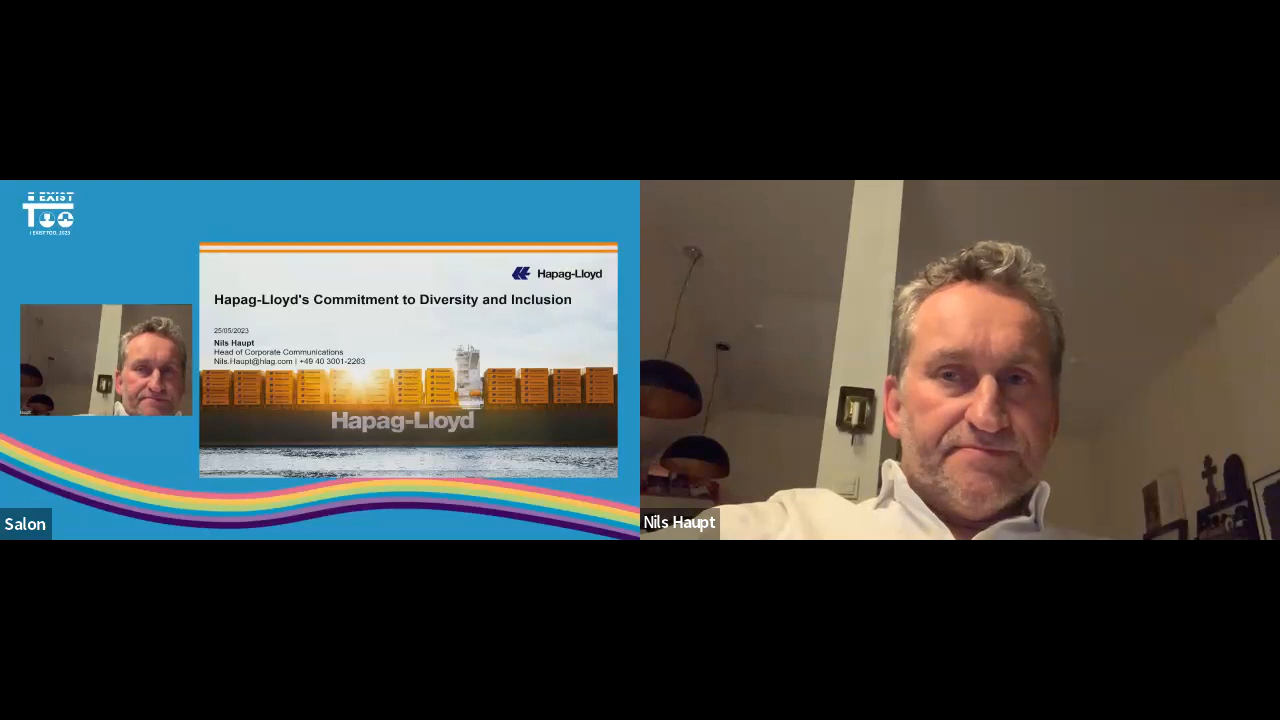 I EXIST
TOO
I EXIST TOO, 2023
Hapag-Lloyd
Hapag-Lloyd's Commitment to Diversity and Inclusion
25/05/2023
Nils Haupt
Head of Corporate Communications
Nils.Haupt@hlag.com | +49 40 3001-2263
Hapag-Lloyd
Salon
Nils Haupt